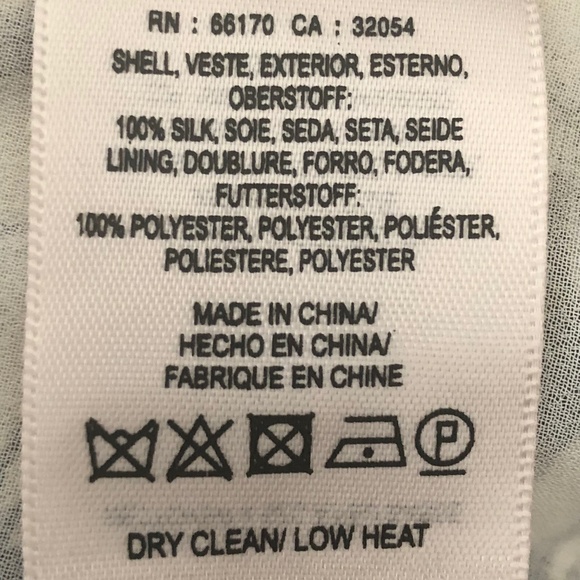 RN : 66170 CA : 32054
SHELL, VESTE, EXTERIOR, ESTERNO,
OBERSTOFF:
100% SILK, SOIE, SEDA, SETA, SEIDE
LINING, DOUBLURE, FORRO, FODERA,
FUTTERSTOFF:
100% POLYESTER, POLYESTER, POLIÉSTER,
POLIESTERE, POLYESTER
MADE IN CHINA/
HECHO EN CHINA/
FABRIQUE EN CHINE
P
DRY CLEAN/ LOW HEAT